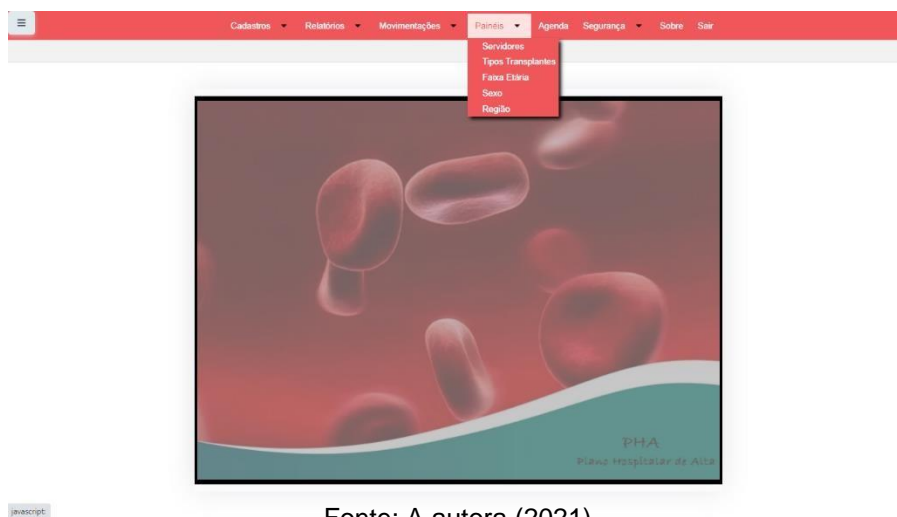 ☰ Cadastros ▼ Relatórios ▼ Movimentações ▼ Painéis ▼ Agenda Segurança ▼ Sobre Sair
Servidores
Tipos Transplantes
Faixa Etária
Sexo
Região
PHA
Plano Hospitalar de Alta
javascript:
Fonte: A autora (2021)